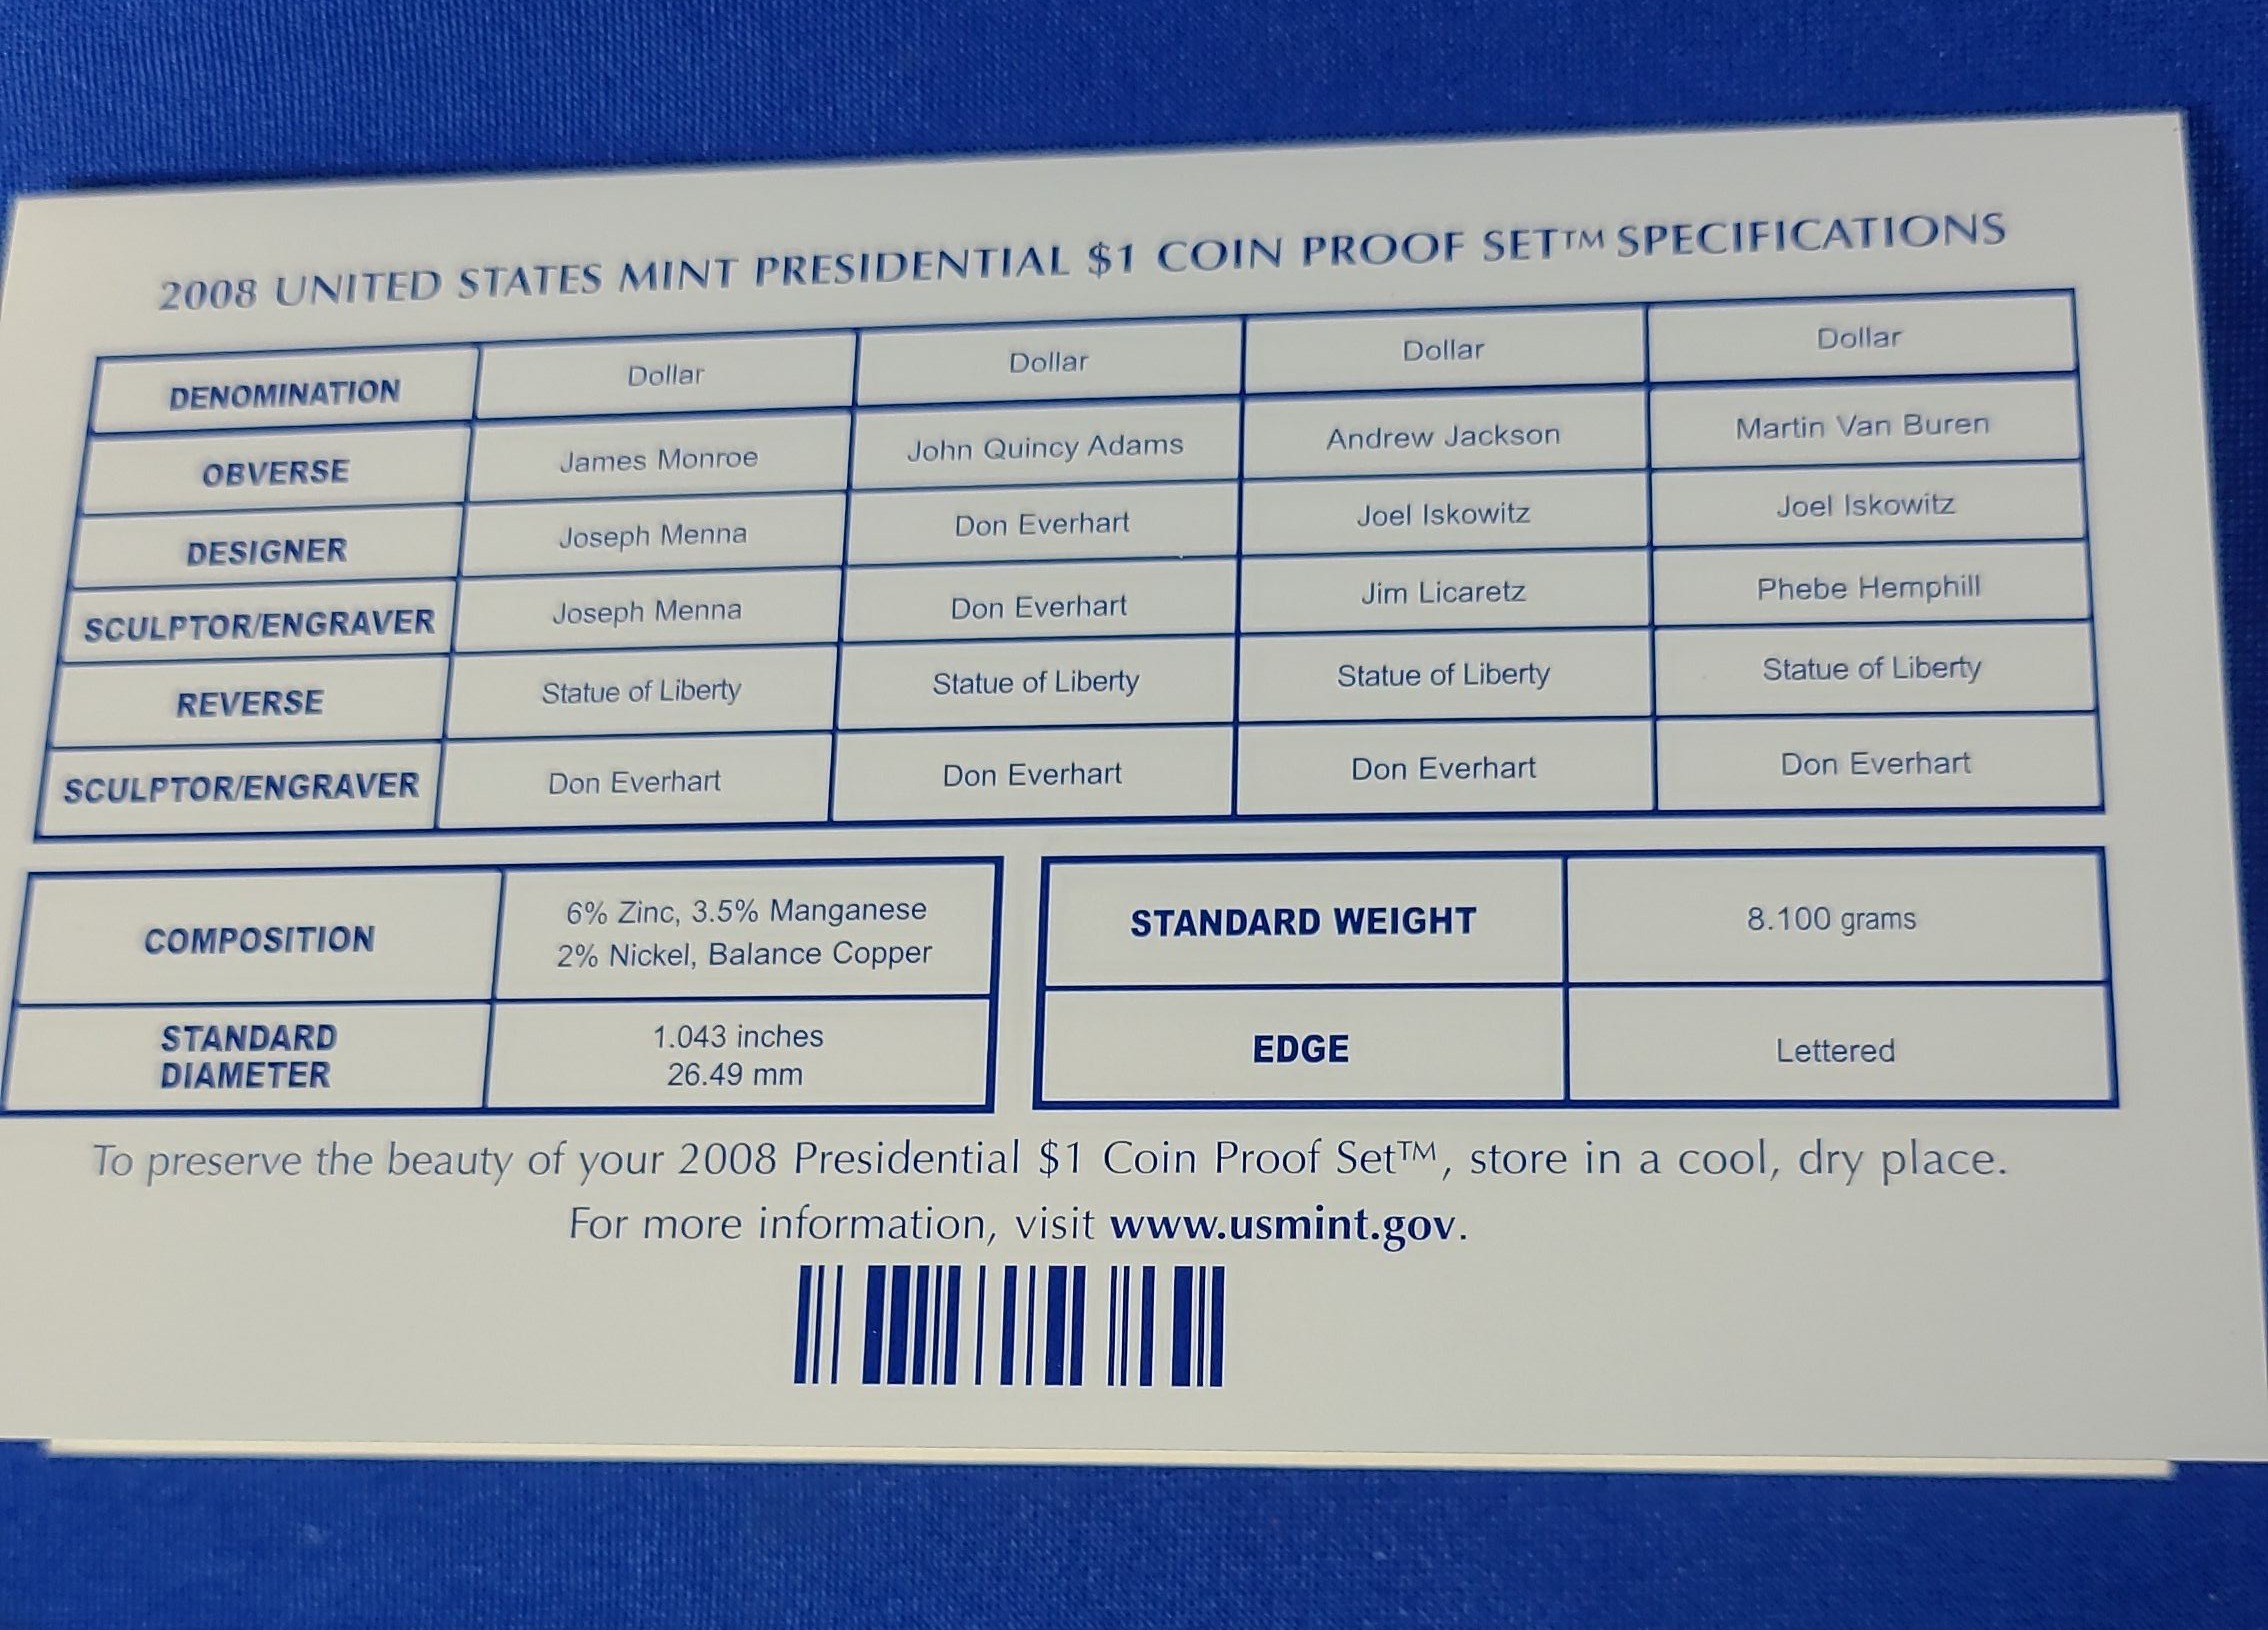 2008 UNITED STATES MINT PRESIDENTIAL $1 COIN PROOF SET™ SPECIFICATIONS
DENOMINATION Dollar Dollar Dollar Dollar
OBVERSE James Monroe John Quincy Adams Andrew Jackson Martin Van Buren
DESIGNER Joseph Menna Don Everhart Joel Iskowitz Joel Iskowitz
SCULPTOR/ENGRAVER Joseph Menna Don Everhart Jim Licaretz Phebe Hemphill
REVERSE Statue of Liberty Statue of Liberty Statue of Liberty Statue of Liberty
SCULPTOR/ENGRAVER Don Everhart Don Everhart Don Everhart Don Everhart
COMPOSITION
6% Zinc, 3.5% Manganese
2% Nickel, Balance Copper
STANDARD
DIAMETER
1.043 inches
26.49 mm
STANDARD WEIGHT 8.100 grams
EDGE Lettered
To preserve the beauty of your 2008 Presidential $1 Coin Proof Set™, store in a cool, dry place.
For more information, visit www.usmint.gov.